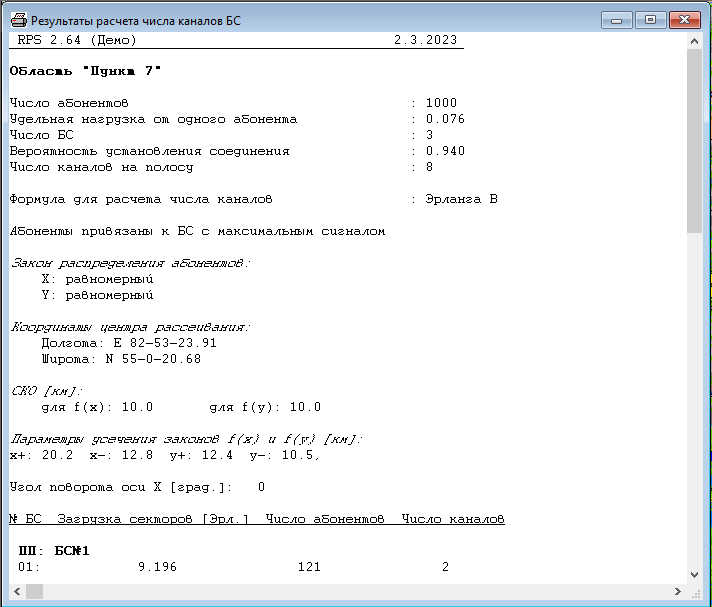 Результаты расчета числа каналов БС
RPS 2.64 (Демо) 2.3.2023
Область "Пункт 7"
Число абонентов : 1000
Удельная нагрузка от одного абонента : 0.076
Число БС : 3
Вероятность установления соединения : 0.940
Число каналов на полосу : 8
Формула для расчета числа каналов : Эрланга B
Абоненты привязаны к БС с максимальным сигналом
Закон распределения абонентов:
X: равномерный
Y: равномерный
Координаты центра рассеивания:
Долгота: E 82-53-23.91
Широта: N 55-0-20.68
СКО [км]:
для f(x): 10.0 для f(y): 10.0
Параметры усечения законов f(x) и f(y) [км]:
x+: 20.2 x-: 12.8 y+: 12.4 y-: 10.5,
Угол поворота оси X [град.]: 0
№ БС Загрузка секторов [Эрл.] Число абонентов Число каналов
ПП: БС№1
01: 9.196 121 2